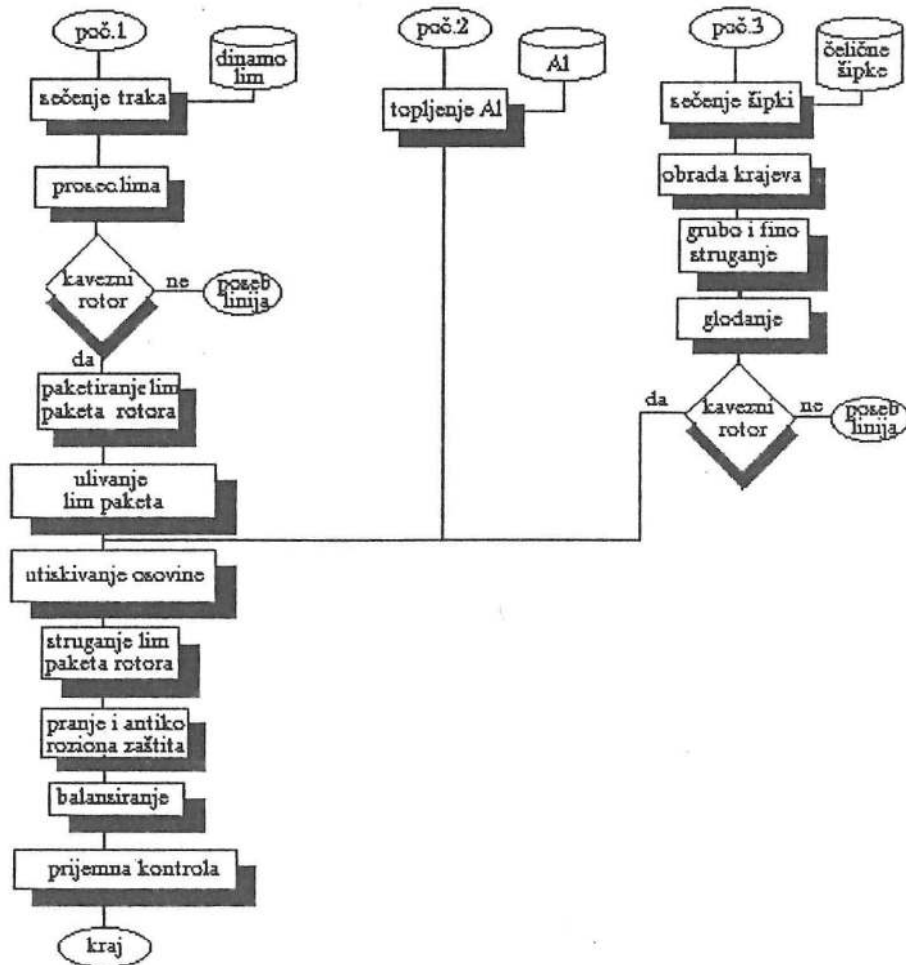 poč.1
dinamo
lim
sečenje traka
prosec.lima
kavezni
rotor
ne
poseb
linija
da
paketiranje lim
paketa rotora
ulivanje
lim paketa
utiskivanje osovine
struganje lim
paketa rotora
pranje i antiko
roziona zaštita
balansiranje
prijemna kontrola
kraj
poč.2
Al
topljenje Al
poč.3
čelične
šipke
sečenje šipki
obrada krajeva
grubo i fino
struganje
glodanje
da
kavezni
rotor
ne
poseb
linija